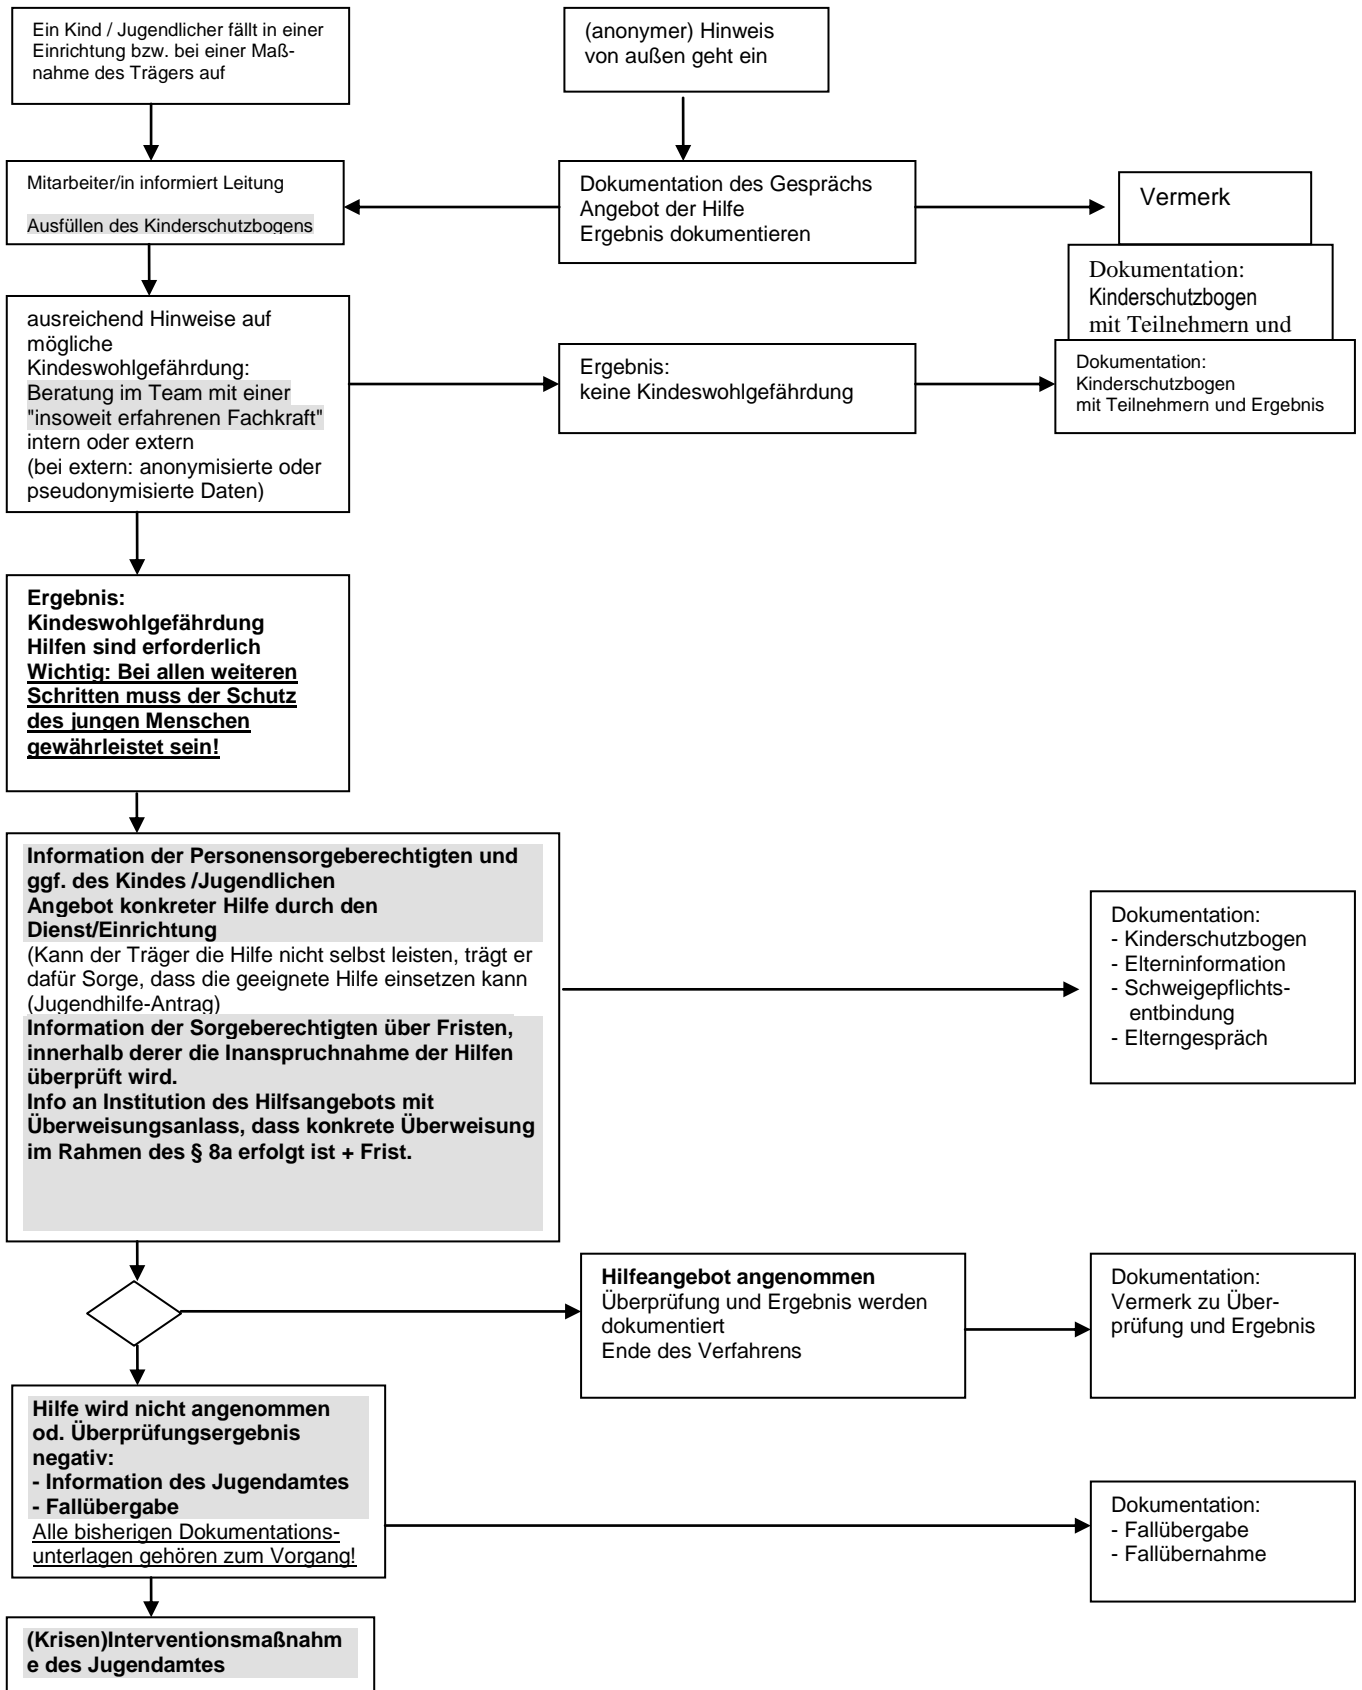 Ein Kind / Jugendlicher fällt in einer
Einrichtung bzw. bei einer Maß-
nahme des Trägers auf
(anonymer) Hinweis
von außen geht ein
Mitarbeiter/in informiert Leitung
Ausfüllen des Kinderschutzbogens
Dokumentation des Gesprächs
Angebot der Hilfe
Ergebnis dokumentieren
Vermerk
Dokumentation:
Kinderschutzbogen
mit Teilnehmern und
ausreichend Hinweise auf
mögliche
Kindeswohlgefährdung:
Beratung im Team mit einer
"insoweit erfahrenen Fachkraft"
intern oder extern
(bei extern: anonymisierte oder
pseudonymisierte Daten)
Ergebnis:
keine Kindeswohlgefährdung
Dokumentation:
Kinderschutzbogen
mit Teilnehmern und Ergebnis
Ergebnis:
Kindeswohlgefährdung
Hilfen sind erforderlich
Wichtig: Bei allen weiteren
Schritten muss der Schutz
des jungen Menschen
gewährleistet sein!
Information der Personensorgeberechtigten und
ggf. des Kindes /Jugendlichen
Angebot konkreter Hilfe durch den
Dienst/Einrichtung
(Kann der Träger die Hilfe nicht selbst leisten, trägt er
dafür Sorge, dass die geeignete Hilfe einsetzen kann
(Jugendhilfe-Antrag)
Information der Sorgeberechtigten über Fristen,
innerhalb derer die Inanspruchnahme der Hilfen
überprüft wird.
Info an Institution des Hilfsangebots mit
Überweisungsanlass, dass konkrete Überweisung
im Rahmen des § 8a erfolgt ist + Frist.
Dokumentation:
- Kinderschutzbogen
- Elterninformation
- Schweigepflichts-
entbindung
- Elterngespräch
Hilfeangebot angenommen
Überprüfung und Ergebnis werden
dokumentiert
Ende des Verfahrens
Dokumentation:
Vermerk zu Über-
prüfung und Ergebnis
Hilfe wird nicht angenommen
od. Überprüfungsergebnis
negativ:
- Information des Jugendamtes
- Fallübergabe
Alle bisherigen Dokumentations-
unterlagen gehören zum Vorgang!
Dokumentation:
- Fallübergabe
- Fallübernahme
(Krisen)Interventionsmaßnahm
e des Jugendamtes